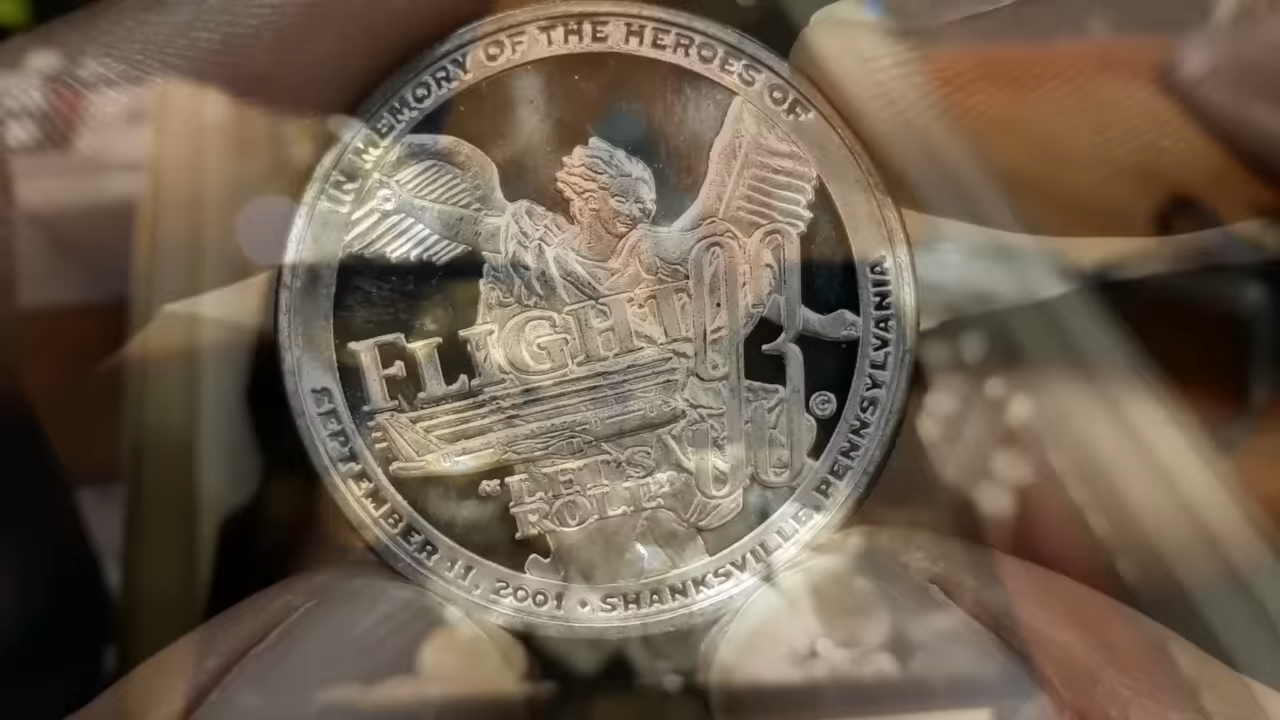 IN MEMORY OF THE HEROES OF
FLIGHT 93
©
"LET'S
ROLL"
SEPTEMBER 11, 2001 • SHANKSVILLE, PENNSYLVANIA